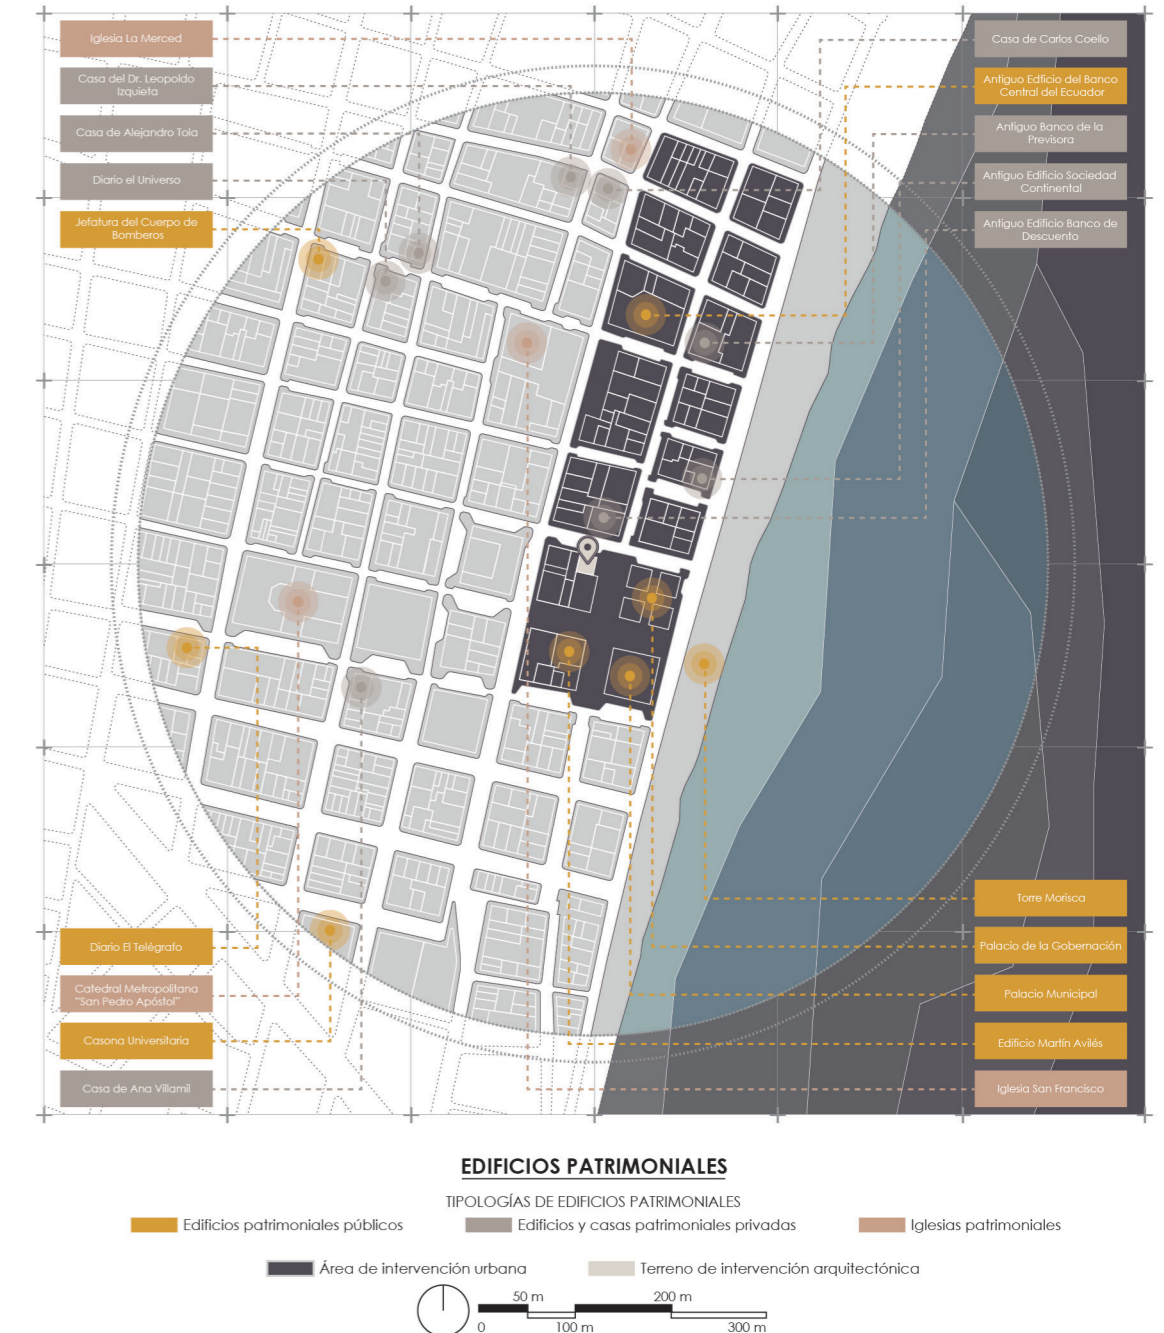 Iglesia La Merced
Casa del Dr. Leopoldo
Izquieta
Casa de Alejandro Tola
Diario el Universo
Jefatura del Cuerpo de
Bomberos
Casa de Carlos Coello
Antiguo Edificio del Banco
Central del Ecuador
Antiguo Banco de la
Previsora
Antiguo Edificio Sociedad
Continental
Antiguo Edificio Banco de
Descuento
Diario El Telégrafo
Catedral Metropolitana
"San Pedro Apóstol"
Casona Universitaria
Casa de Ana Villamil
Torre Morisca
Palacio de la Gobernación
Palacio Municipal
Edificio Martín Avilés
Iglesia San Francisco
EDIFICIOS PATRIMONIALES
TIPOLOGÍAS DE EDIFICIOS PATRIMONIALES
Edificios patrimoniales públicos
Edificios y casas patrimoniales privadas
Iglesias patrimoniales
Área de intervención urbana
Terreno de intervención arquitectónica
50 m
200 m
0
100 m
300 m